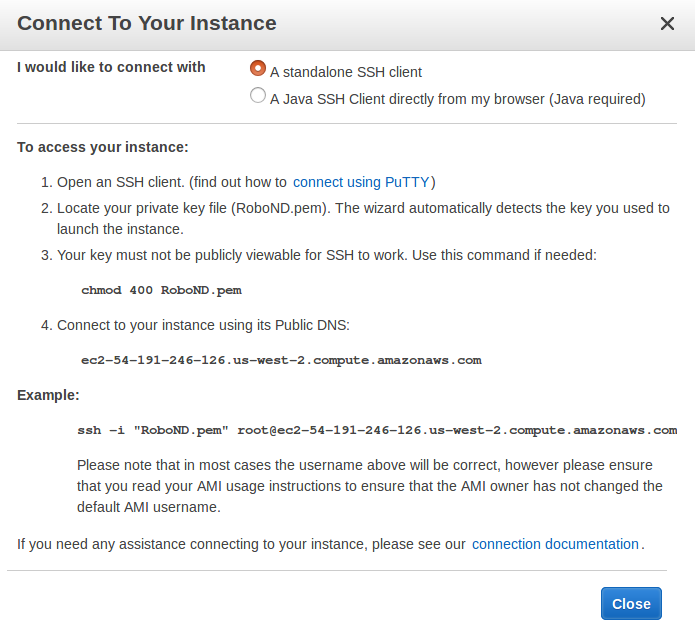 Connect To Your Instance
I would like to connect with
A standalone SSH client
A Java SSH Client directly from my browser (Java required)
To access your instance:
1. Open an SSH client. (find out how to connect using PuTTY)
2. Locate your private key file (RoboND.pem). The wizard automatically detects the key you used to
launch the instance.
3. Your key must not be publicly viewable for SSH to work. Use this command if needed:
chmod 400 RoboND.pem
4. Connect to your instance using its Public DNS:
ec2-54-191-246-126.us-west-2.compute.amazonaws.com
Example:
ssh -i "RoboND.pem" root@ec2-54-191-246-126.us-west-2.compute.amazonaws.com
Please note that in most cases the username above will be correct, however please ensure
that you read your AMI usage instructions to ensure that the AMI owner has not changed the
default AMI username.
If you need any assistance connecting to your instance, please see our connection documentation .
Close